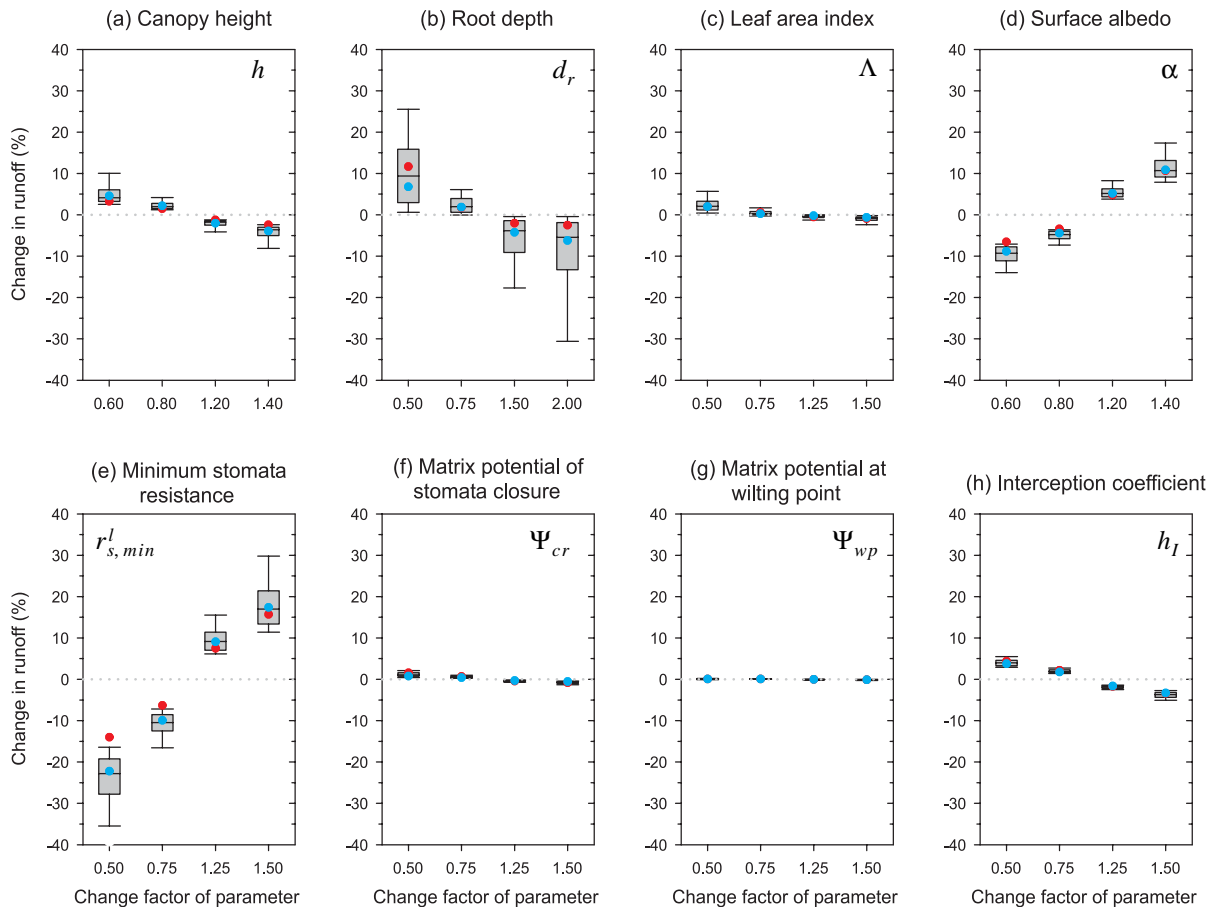 (a) Canopy height
(b) Root depth
(c) Leaf area index
(d) Surface albedo
Change in runoff (%)
40
30
20
10
0
-10
-20
-30
-40
h
0.60 0.80 1.20 1.40
40
30
20
10
0
-10
-20
-30
-40
d_r
0.50 0.75 1.50 2.00
40
30
20
10
0
-10
-20
-30
-40
Λ
0.50 0.75 1.25 1.50
40
30
20
10
0
-10
-20
-30
-40
α
0.60 0.80 1.20 1.40
(e) Minimum stomata
resistance
(f) Matrix potential of
stomata closure
(g) Matrix potential at
wilting point
(h) Interception coefficient
Change in runoff (%)
40
30
20
10
0
-10
-20
-30
-40
r^l_{s, min}
0.50 0.75 1.25 1.50
Change factor of parameter
40
30
20
10
0
-10
-20
-30
-40
Ψ_{cr}
0.50 0.75 1.25 1.50
Change factor of parameter
40
30
20
10
0
-10
-20
-30
-40
Ψ_{wp}
0.50 0.75 1.25 1.50
Change factor of parameter
40
30
20
10
0
-10
-20
-30
-40
h_I
0.50 0.75 1.25 1.50
Change factor of parameter